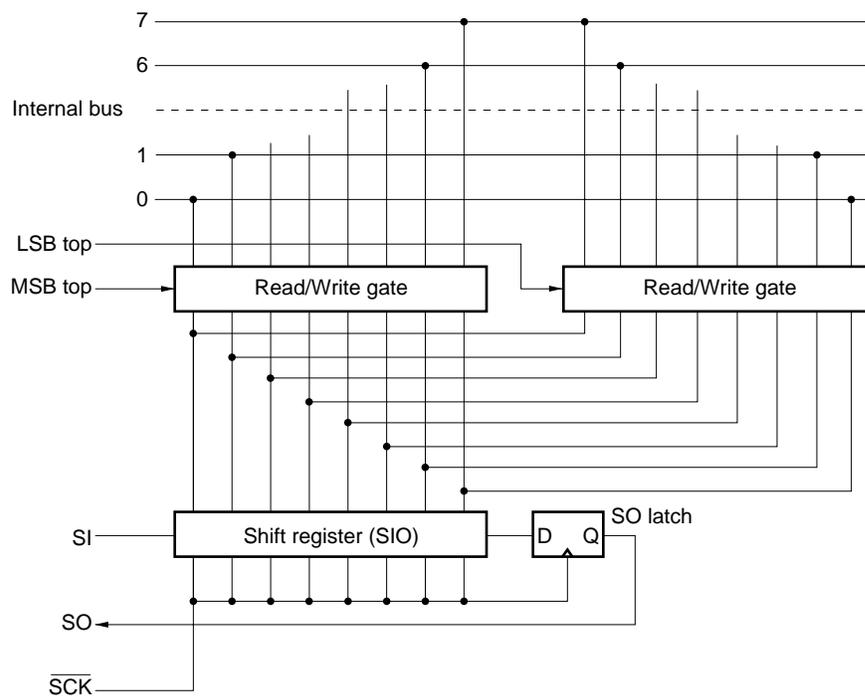 7
6
Internal bus
1
0
LSB top
MSB top
Read/Write gate
Read/Write gate
SI
Shift register (SIO)
D
Q
SO latch
SO
SCK